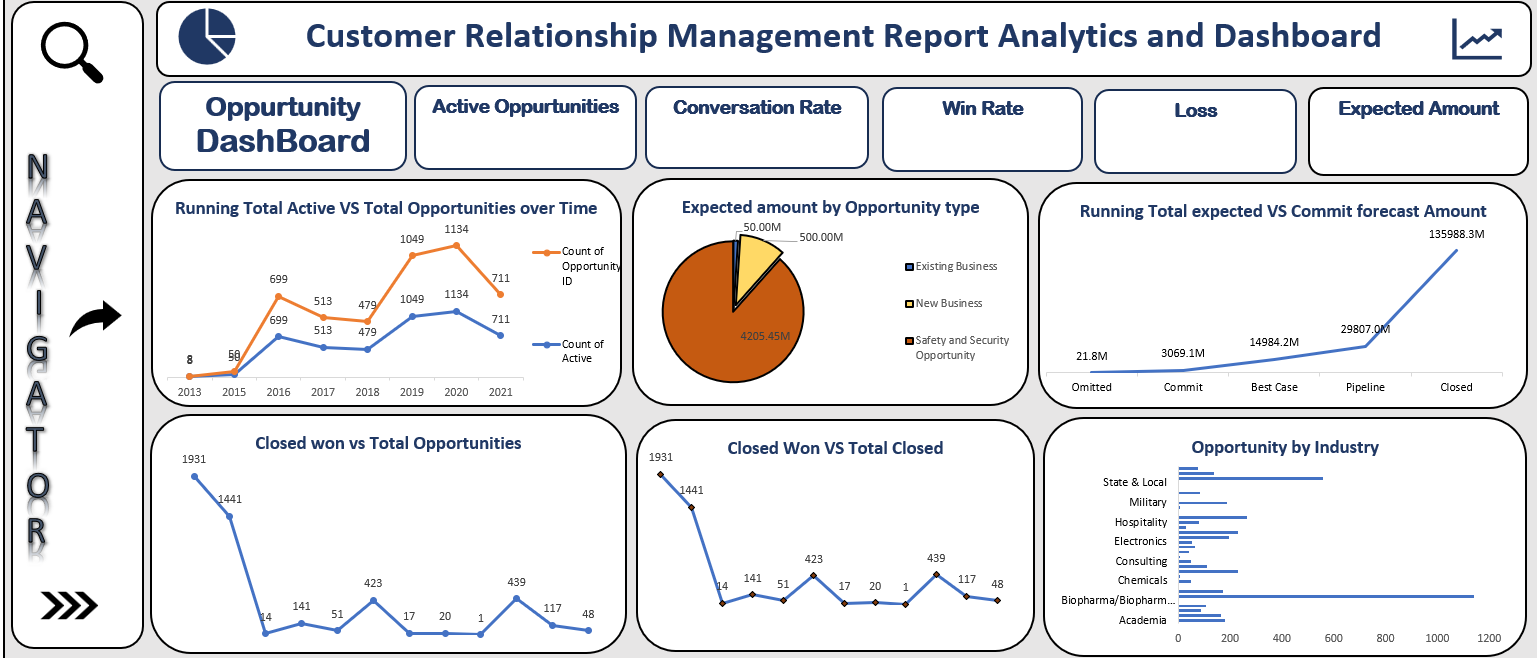 Customer Relationship Management Report Analytics and Dashboard
NAVIGATOR
Oppurtunity
DashBoard
Active Oppurtunities
Conversation Rate
Win Rate
Loss
Expected Amount
Running Total Active VS Total Opportunities over Time
1134
1049
699
711
513
479
1134
1049
699
711
513
479
50
50
8
8
2013 2015 2016 2017 2018 2019 2020 2021
Count of
Opportunity
ID
Count of
Active
Expected amount by Opportunity type
50.00M
500.00M
4205.45M
Existing Business
New Business
Safety and Security
Opportunity
Running Total expected VS Commit forecast Amount
135988.3M
29807.0M
14984.2M
3069.1M
21.8M
Omitted Commit Best Case Pipeline Closed
Closed won vs Total Opportunities
1931
1441
14
141
51
423
17
20
1
439
117
48
Closed Won VS Total Closed
1931
1441
14
141
51
423
17
20
1
439
117
48
Opportunity by Industry
State & Local
Military
Hospitality
Electronics
Consulting
Chemicals
Biopharma/Biopharm...
Academia
0 200 400 600 800 1000 1200